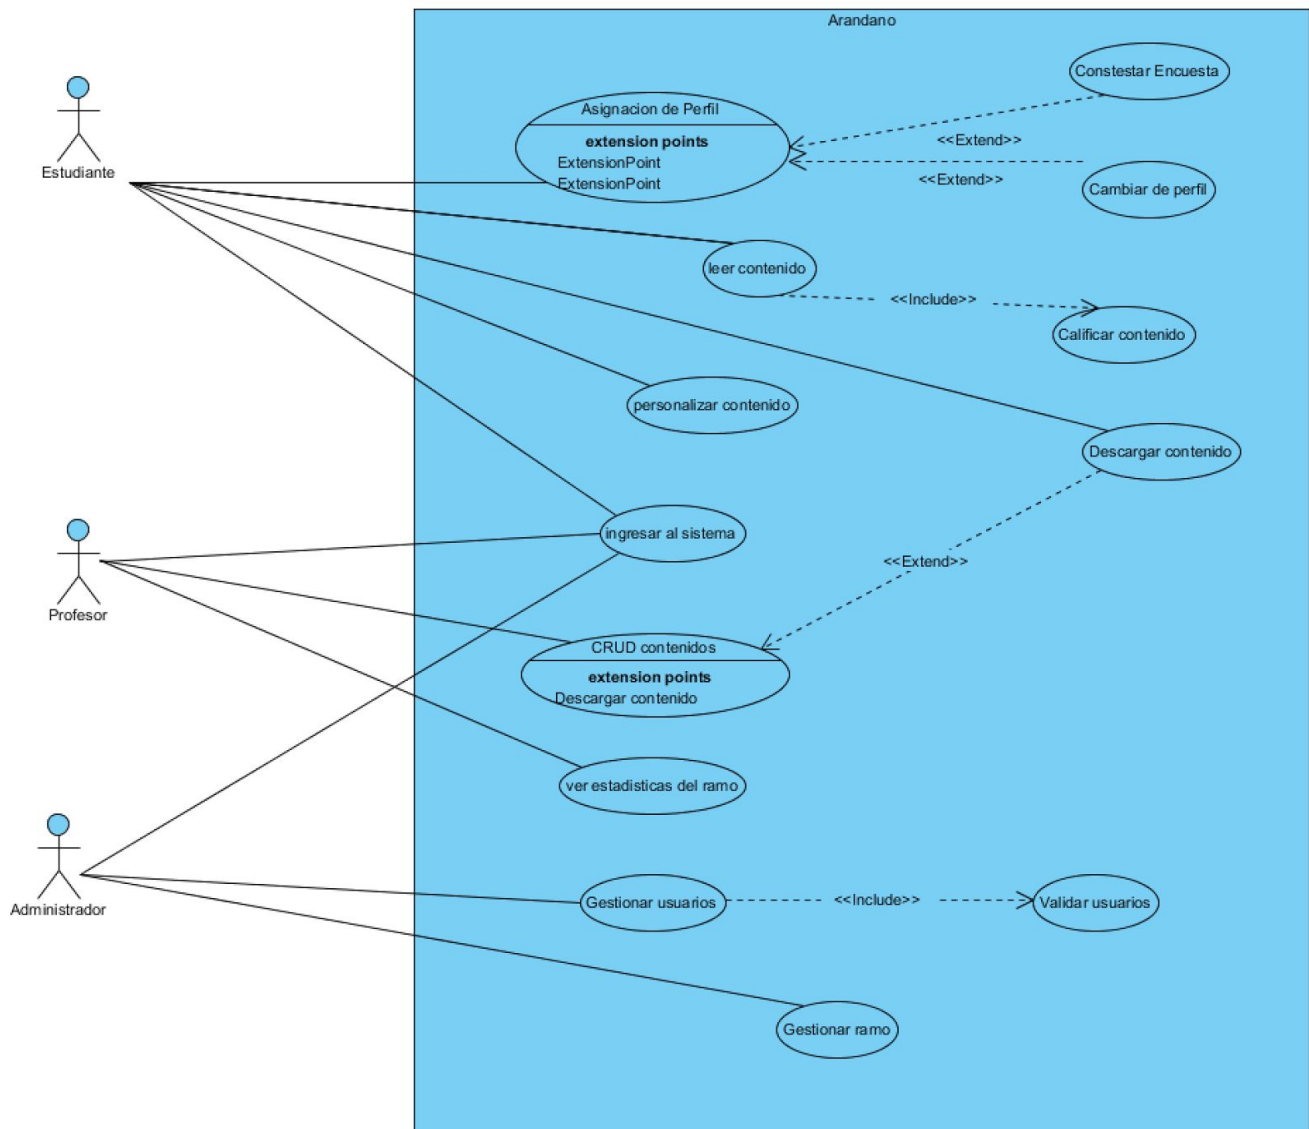 Arandano
Constestar Encuesta
Asignacion de Perfil
extension points
ExtensionPoint
ExtensionPoint
<<Extend>>
<<Extend>>
Cambiar de perfil
Estudiante
leer contenido
<<Include>>
Calificar contenido
personalizar contenido
Descargar contenido
ingresar al sistema
<<Extend>>
Profesor
CRUD contenidos
extension points
Descargar contenido
ver estadisticas del ramo
Administrador
Gestionar usuarios
<<Include>>
Validar usuarios
Gestionar ramo